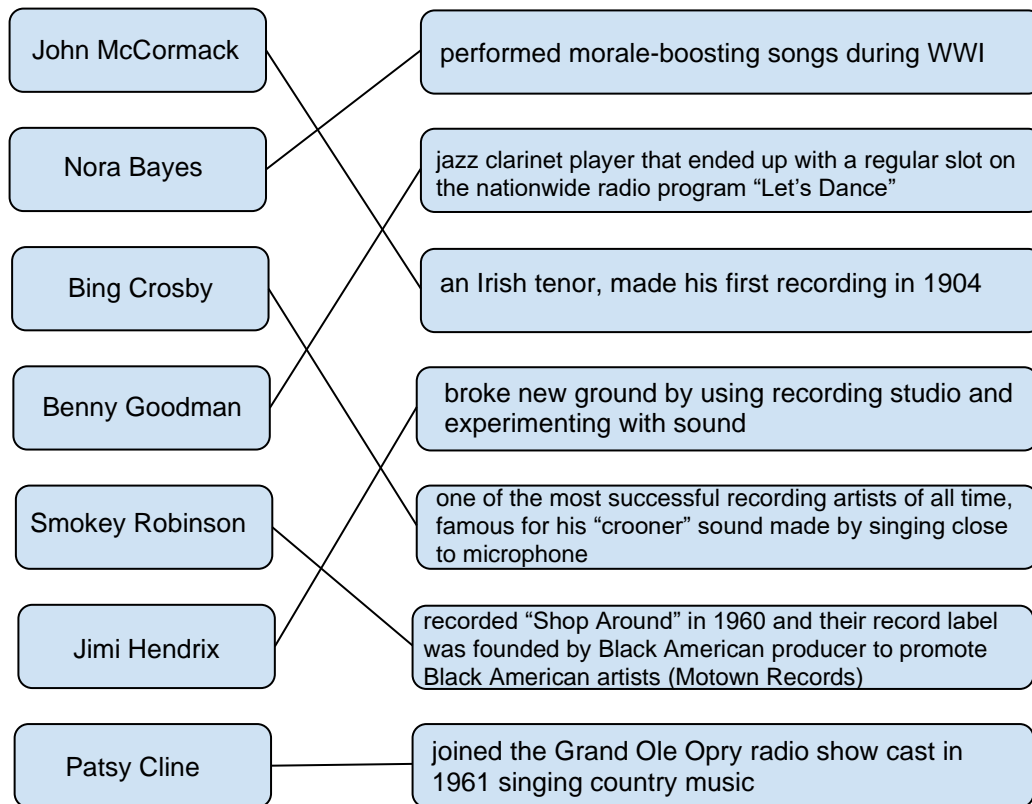 John McCormack
performed morale-boosting songs during WWI
Nora Bayes
jazz clarinet player that ended up with a regular slot on
the nationwide radio program “Let’s Dance”
Bing Crosby
an Irish tenor, made his first recording in 1904
Benny Goodman
broke new ground by using recording studio and
experimenting with sound
Smokey Robinson
one of the most successful recording artists of all time,
famous for his “crooner” sound made by singing close
to microphone
Jimi Hendrix
recorded “Shop Around” in 1960 and their record label
was founded by Black American producer to promote
Black American artists (Motown Records)
Patsy Cline
joined the Grand Ole Opry radio show cast in
1961 singing country music